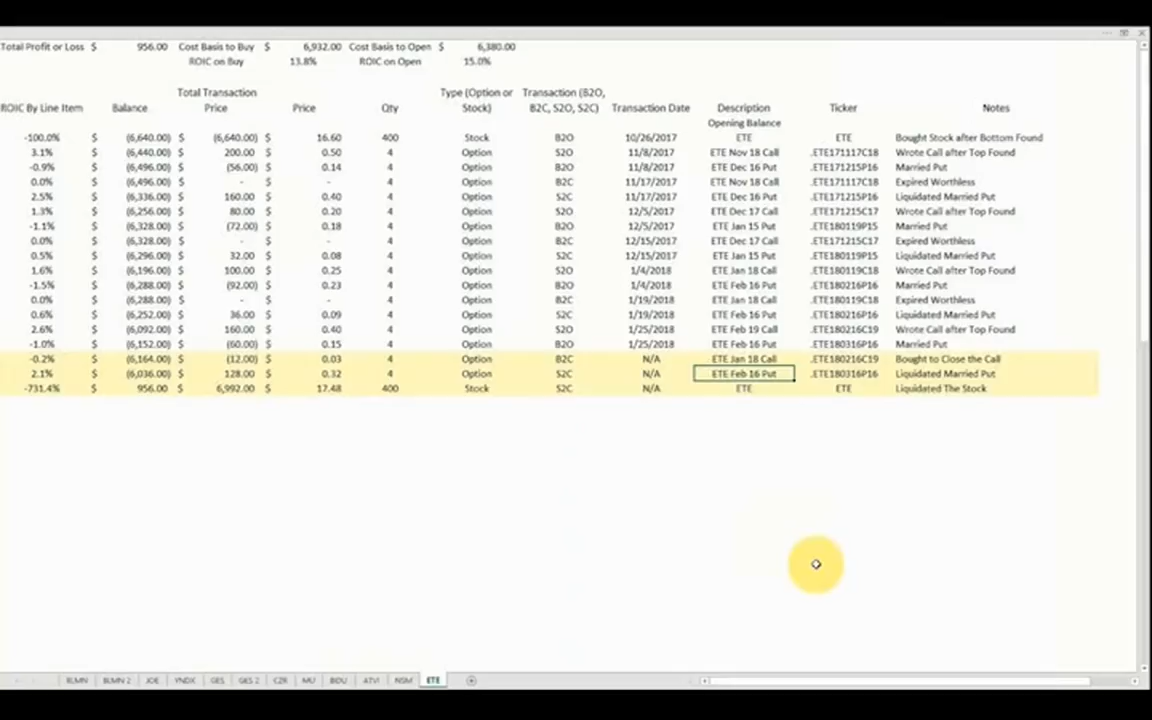 Total Profit or Loss $ 956.00 Cost Basis to Buy $ 6,932.00 Cost Basis to Open $ 6,380.00
ROIC on Buy 13.8% ROIC on Open 15.0%
Total Transaction Type (Option or Transaction (B2O,
ROIC By Line Item Balance Price Price Qty Stock) B2C, S2O, S2C) Transaction Date Description Ticker Notes
Opening Balance
-100.0% $ (6,640.00) $ (6,640.00) $ 16.60 400 Stock B2O 10/26/2017 ETE ETE Bought Stock after Bottom Found
3.1% $ (6,440.00) $ 200.00 $ 0.50 4 Option S2O 11/8/2017 ETE Nov 18 Call .ETE171117C18 Wrote Call after Top Found
-0.9% $ (6,496.00) $ (56.00) $ 0.14 4 Option B2O 11/8/2017 ETE Dec 16 Put .ETE171215P16 Married Put
0.0% $ (6,496.00) $ - $ - 4 Option B2C 11/17/2017 ETE Nov 18 Call .ETE171117C18 Expired Worthless
2.5% $ (6,336.00) $ 160.00 $ 0.40 4 Option S2C 11/17/2017 ETE Dec 16 Put .ETE171215P16 Liquidated Married Put
1.3% $ (6,256.00) $ 80.00 $ 0.20 4 Option S2O 12/5/2017 ETE Dec 17 Call .ETE171215C17 Wrote Call after Top Found
-1.1% $ (6,328.00) $ (72.00) $ 0.18 4 Option B2O 12/5/2017 ETE Jan 15 Put .ETE180119P15 Married Put
0.0% $ (6,328.00) $ - $ - 4 Option B2C 12/15/2017 ETE Dec 17 Call .ETE171215C17 Expired Worthless
0.5% $ (6,296.00) $ 32.00 $ 0.08 4 Option S2C 12/15/2017 ETE Jan 15 Put .ETE180119P15 Liquidated Married Put
1.6% $ (6,196.00) $ 100.00 $ 0.25 4 Option S2O 1/4/2018 ETE Jan 18 Call .ETE180119C18 Wrote Call after Top Found
-1.5% $ (6,288.00) $ (92.00) $ 0.23 4 Option B2O 1/4/2018 ETE Feb 16 Put .ETE180216P16 Married Put
0.0% $ (6,288.00) $ - $ - 4 Option B2C 1/19/2018 ETE Jan 18 Call .ETE180119C18 Expired Worthless
0.6% $ (6,252.00) $ 36.00 $ 0.09 4 Option S2C 1/19/2018 ETE Feb 16 Put .ETE180216P16 Liquidated Married Put
2.6% $ (6,092.00) $ 160.00 $ 0.40 4 Option S2O 1/25/2018 ETE Feb 19 Call .ETE180216C19 Wrote Call after Top Found
-1.0% $ (6,152.00) $ (60.00) $ 0.15 4 Option B2O 1/25/2018 ETE Feb 16 Put .ETE180316P16 Married Put
-0.2% $ (6,164.00) $ (12.00) $ 0.03 4 Option B2C N/A ETE Jan 18 Call .ETE180216C19 Bought to Close the Call
2.1% $ (6,036.00) $ 128.00 $ 0.32 4 Option S2C N/A ETE Feb 16 Put .ETE180316P16 Liquidated Married Put
-731.4% $ 956.00 $ 6,992.00 $ 17.48 400 Stock S2C N/A ETE ETE Liquidated The Stock
BLMN BLMN 2 JOE YNDX GES GES 2 CZR MU BDU ATVI NSM ETE